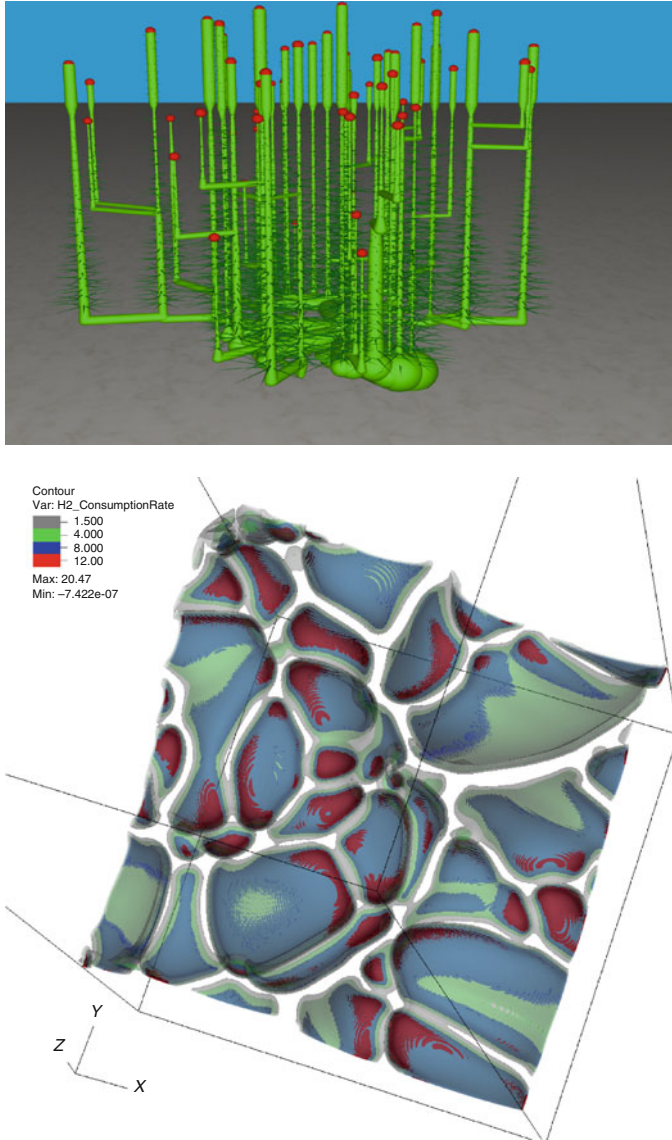 Contour
Var: H2_ConsumptionRate
1.500
4.000
8.000
12.00
Max: 20.47
Min: –7.422e-07
Y
Z
X